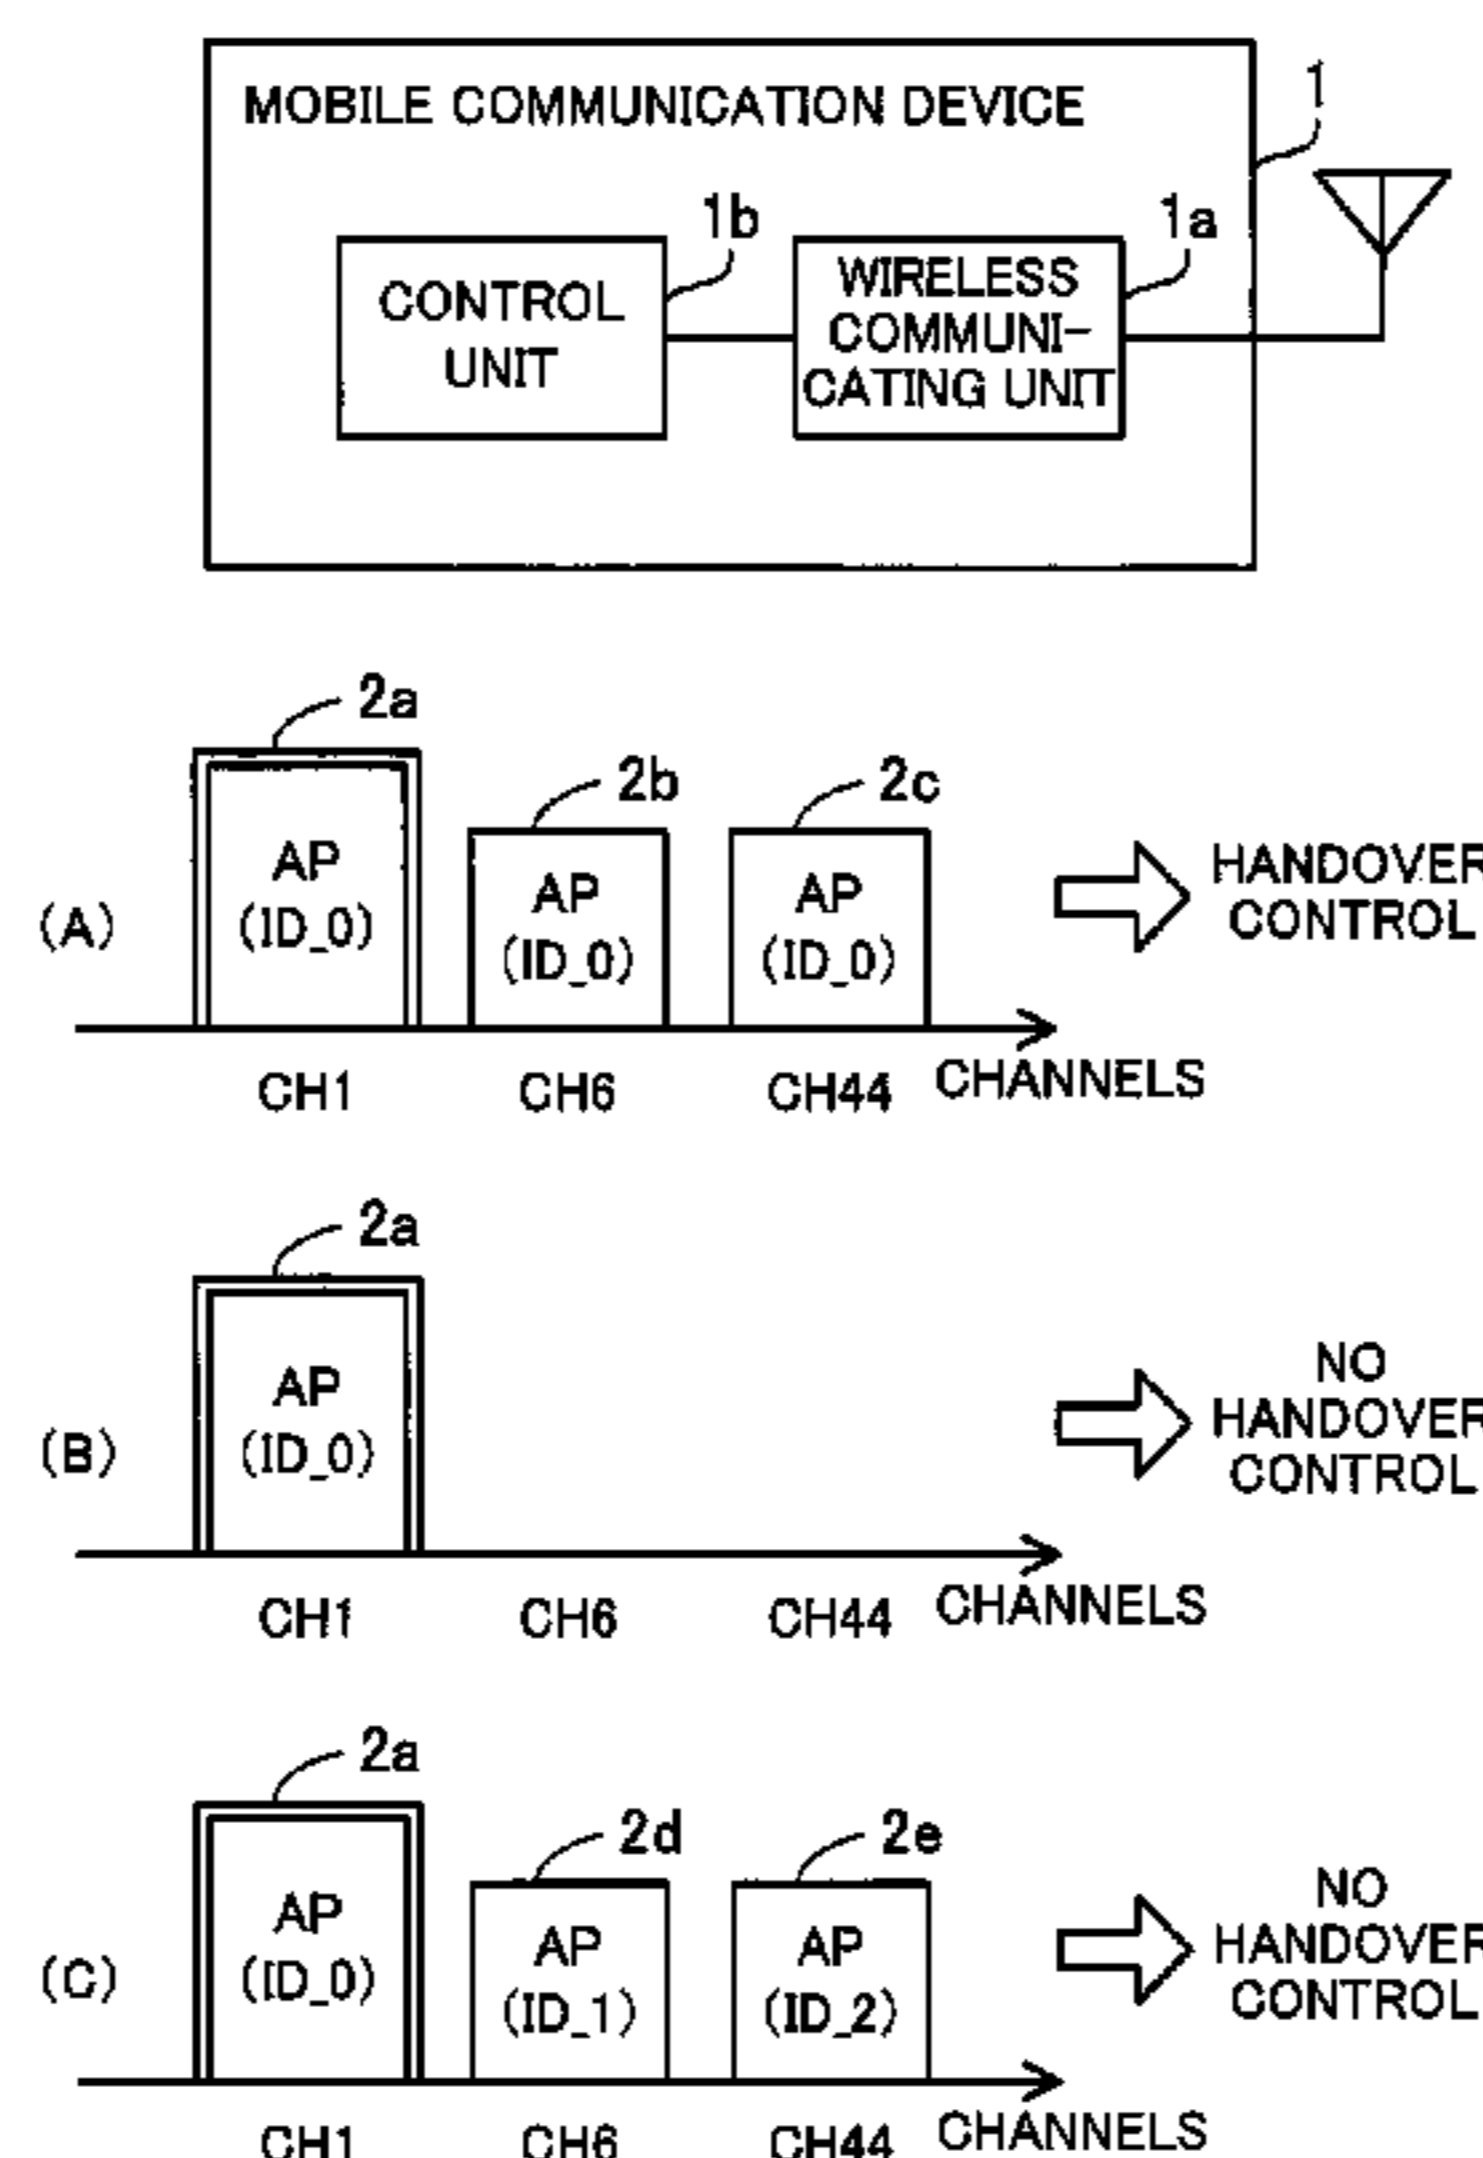 MOBILE COMMUNICATION DEVICE
1
1b
1a
CONTROL
UNIT
WIRELESS
COMMUNI-
CATING UNIT
2a
2b
2c
AP
(ID_0)
AP
(ID_0)
AP
(ID_0)
(A)
HANDOVER
CONTROL
CH1
CH6
CH44
CHANNELS
2a
AP
(ID_0)
(B)
NO
HANDOVER
CONTROL
CH1
CH6
CH44
CHANNELS
2a
2d
2e
AP
(ID_0)
AP
(ID_1)
AP
(ID_2)
(C)
NO
HANDOVER
CONTROL
CH1
CH6
CH44
CHANNELS